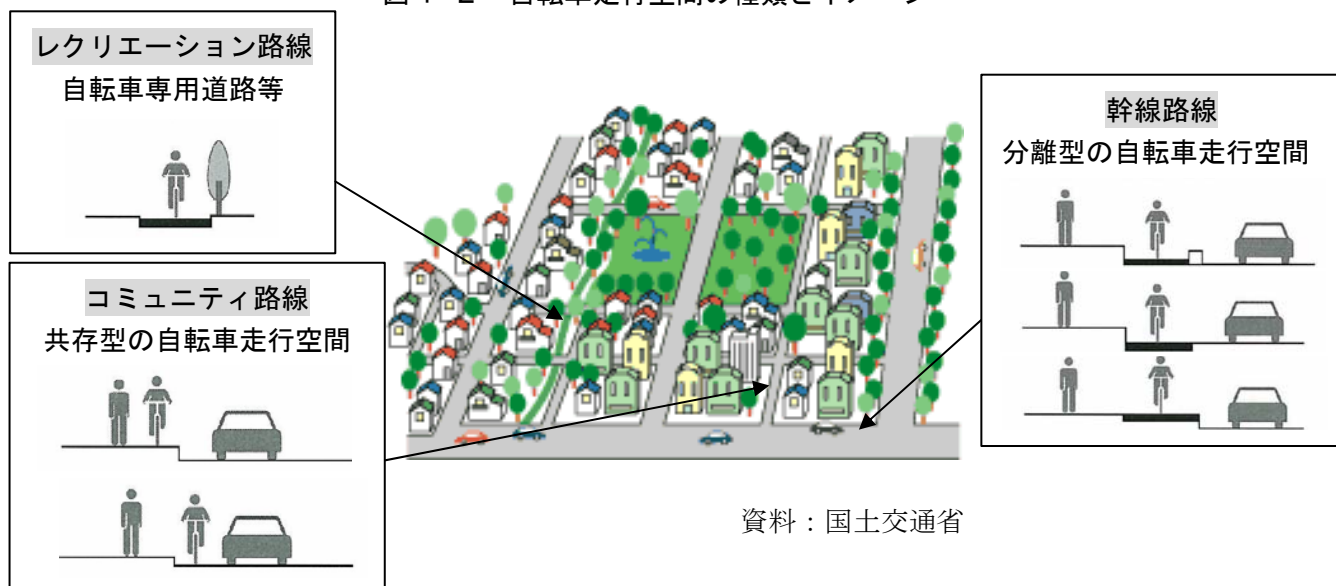 レクリエーション路線
自転車専用道路等
コミュニティ路線
共存型の自転車走行空間
幹線路線
分離型の自転車走行空間
資料：国土交通省